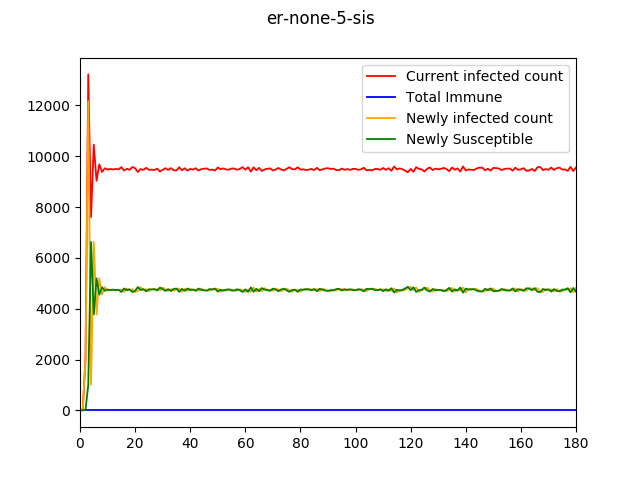 er-none-5-sis
Current infected count
Total Immune
Newly infected count
Newly Susceptible
12000
10000
8000
6000
4000
2000
0
0 20 40 60 80 100 120 140 160 180